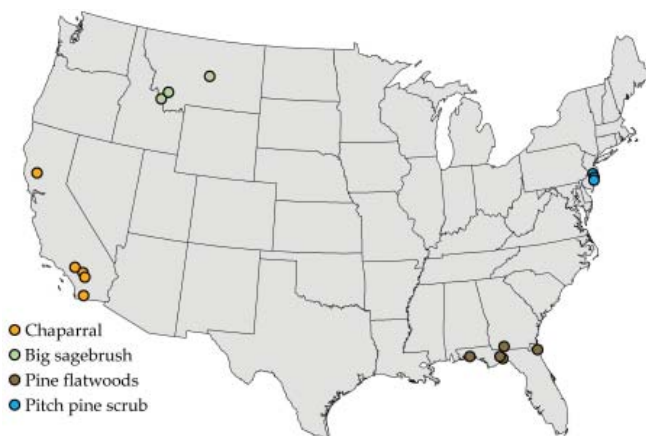 Chaparral
Big sagebrush
Pine flatwoods
Pitch pine scrub